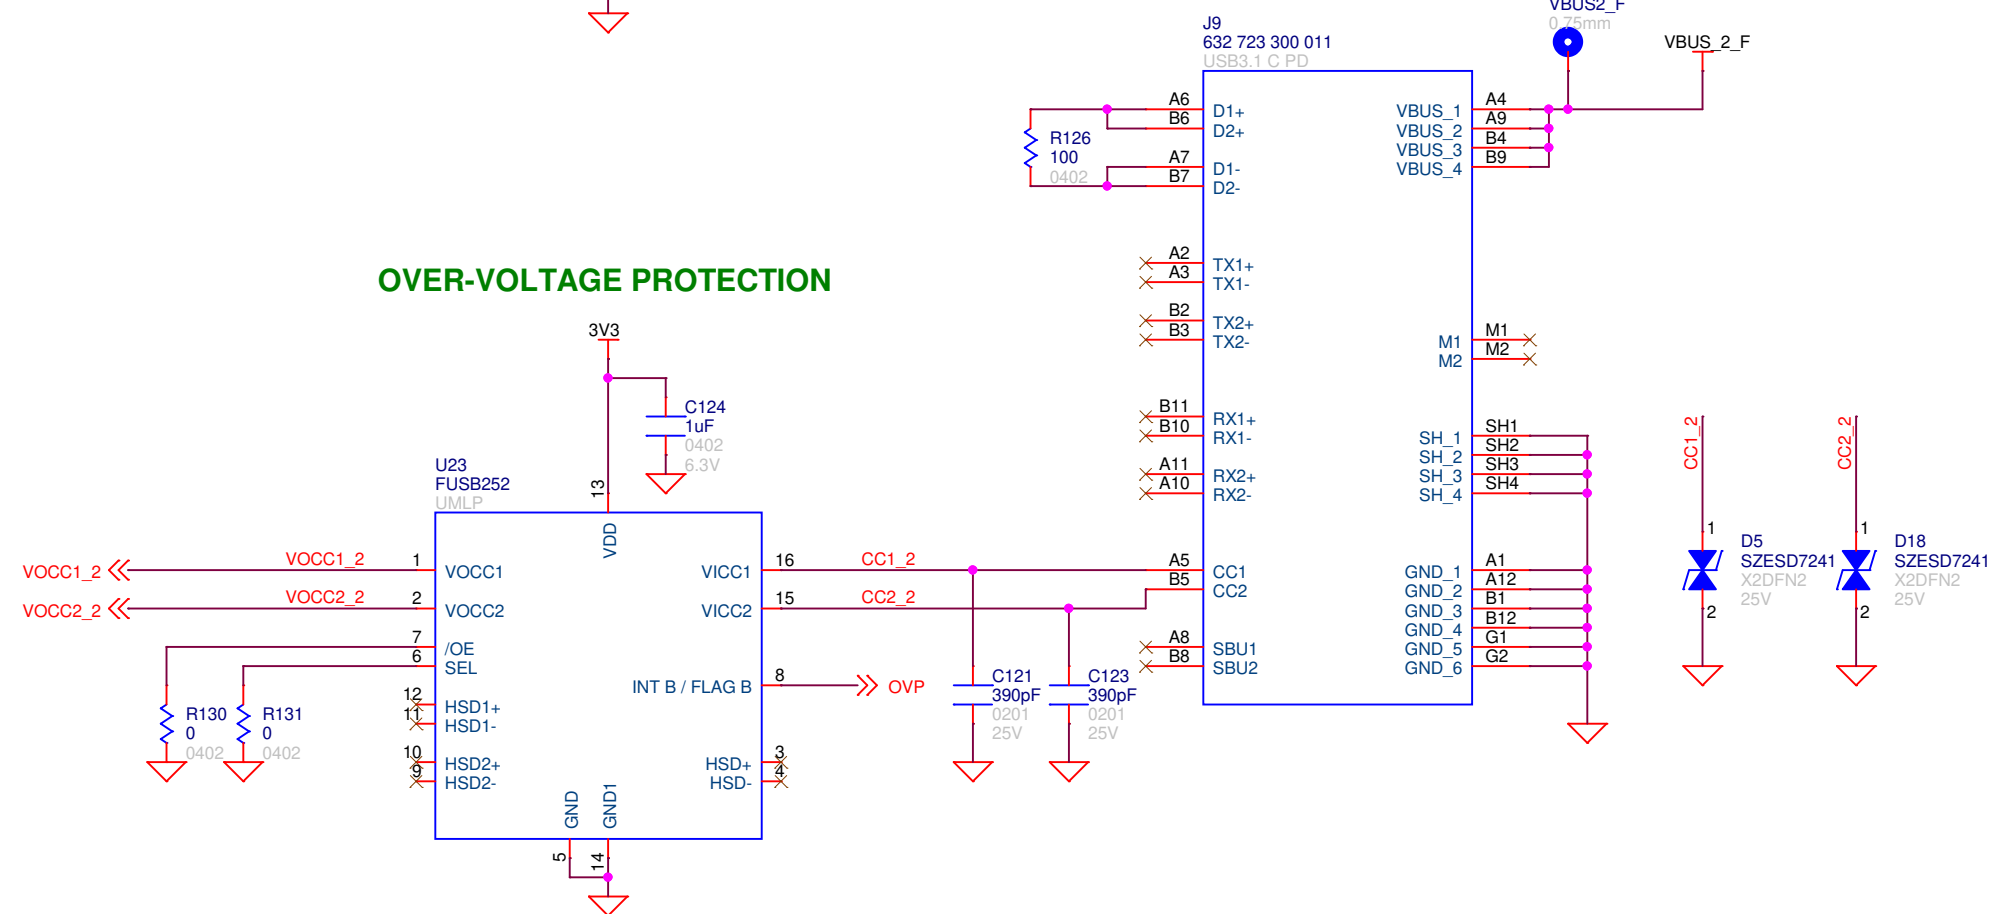 VBUS2_F
0.75mm
VBUS_2_F
J9
632 723 300 011
USB3.1 C PD
A6
D1+
B6
D2+
A7
D1-
B7
D2-
R126
100
0402
VBUS_1
A4
VBUS_2
A9
VBUS_3
B4
VBUS_4
B9
A2
TX1+
A3
TX1-
B2
TX2+
B3
TX2-
M1
M1
M2
M2
B11
RX1+
B10
RX1-
A11
RX2+
A10
RX2-
SH_1
SH1
SH_2
SH2
SH_3
SH3
SH_4
SH4
A5
CC1
B5
CC2
A8
SBU1
B8
SBU2
GND_1
A1
GND_2
A12
GND_3
B1
GND_4
B12
GND_5
G1
GND_6
G2
OVER-VOLTAGE PROTECTION
3V3
C124
1uF
0402
6.3V
U23
FUSB252
UMLP
13
VDD
VOCC1_2
VOCC1_2
1
VOCC1
VOCC2_2
VOCC2_2
2
VOCC2
7
/OE
6
SEL
12
HSD1+
11
HSD1-
10
HSD2+
9
HSD2-
R130
0
0402
R131
0
0402
VICC1
16
CC1_2
VICC2
15
CC2_2
INT B / FLAG B
8
OVP
HSD+
3
HSD-
4
GND
GND1
5
14
C121
390pF
0201
25V
C123
390pF
0201
25V
CC1_2
1
D5
SZESD7241
X2DFN2
25V
2
CC2_2
1
D18
SZESD7241
X2DFN2
25V
2